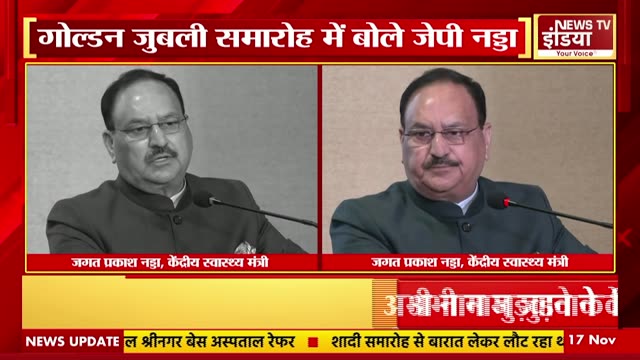 गोल्डन जुबली समारोह में बोले जेपी नड्डा
NEWS TV
इंडिया
Your Voice
जगत प्रकाश नड्डा, केंद्रीय स्वास्थ्य मंत्री
जगत प्रकाश नड्डा, केंद्रीय स्वास्थ्य मंत्री
NEWS UPDATE
ल श्रीनगर बेस अस्पताल रेफर
शादी समारोह से बारात लेकर लौट रहा थ
17 Nov